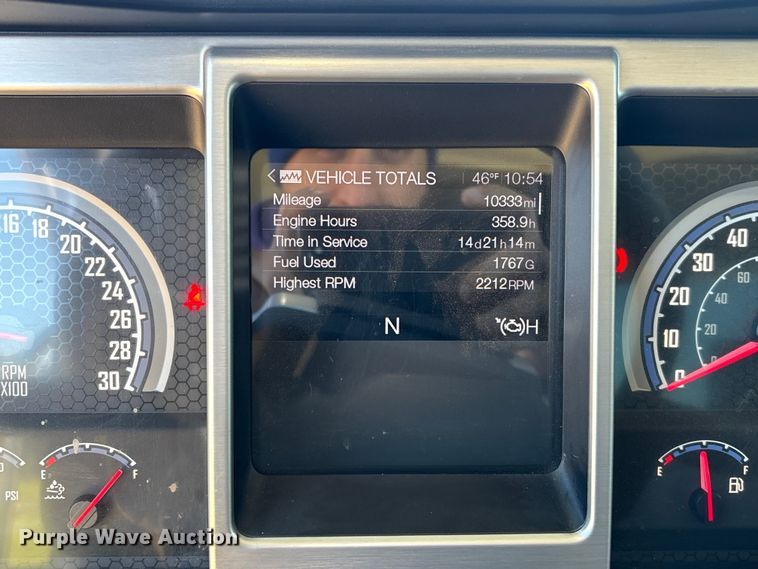 VEHICLE TOTALS 46°F 10:54
Mileage 10333mi
Engine Hours 358.9h
Time in Service 14d21h14m
Fuel Used 1767G
Highest RPM 2212RPM
N H
16 18 20 22 24 26 28 30
RPM
X100
40 30 20 10 0
60 40 20 0
PSI
E F
E F
Purple Wave Auction